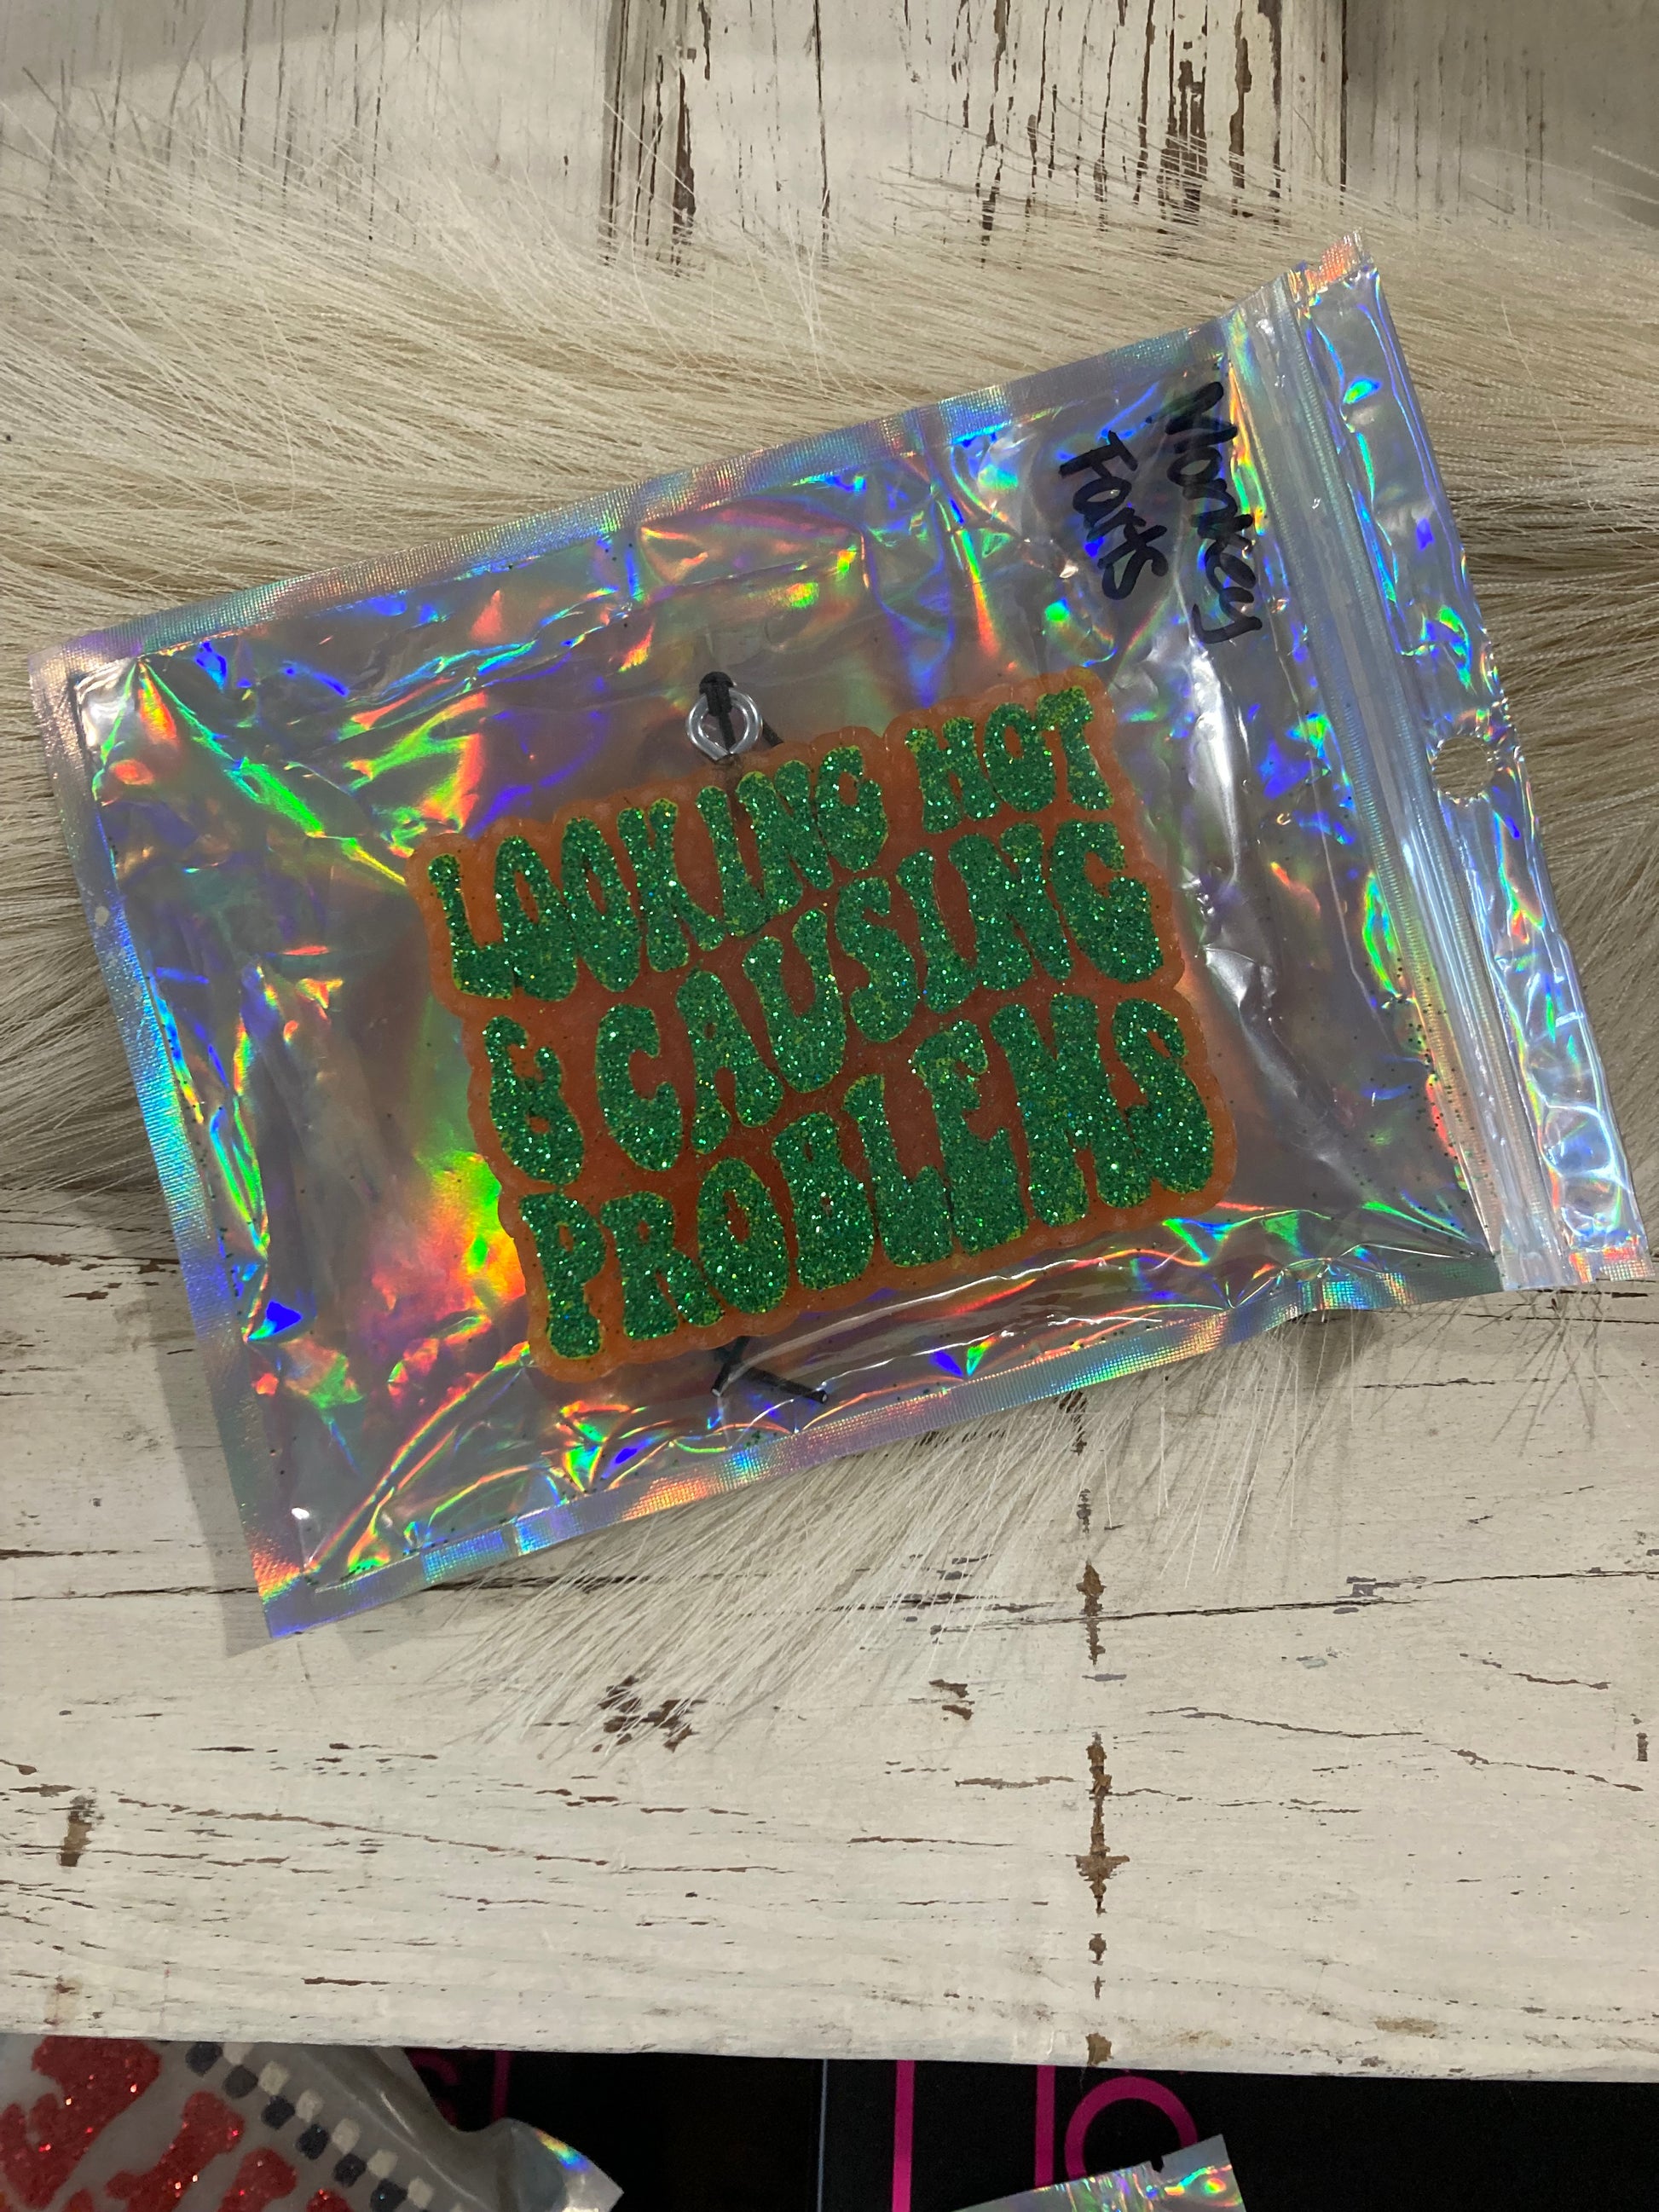 Monkey
Farts
LOOKING HOT
& CAUSING
PROBLEMS